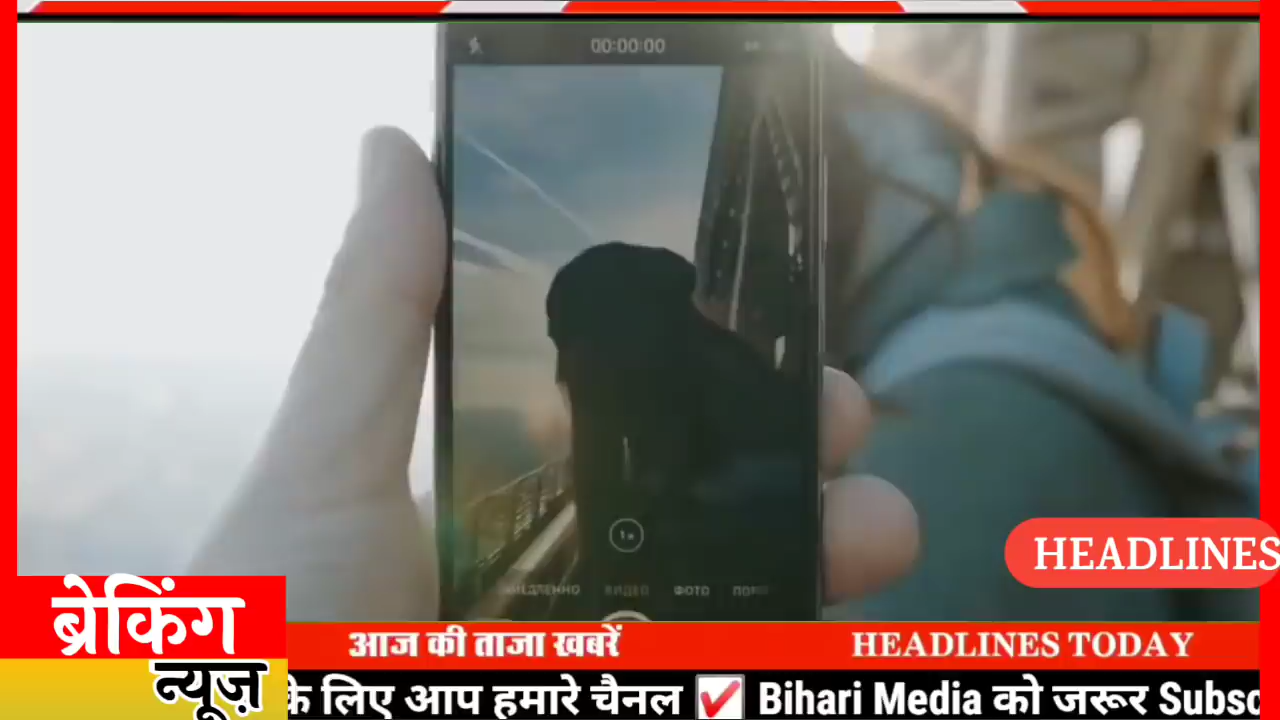 00:00:00
1x
ВИДЕО ФОТО
HEADLINES
ब्रेकिंग
न्यूज़
आज की ताजा खबरें HEADLINES TODAY
के लिए आप हमारे चैनल ✅ Bihari Media को जरूर Subsc